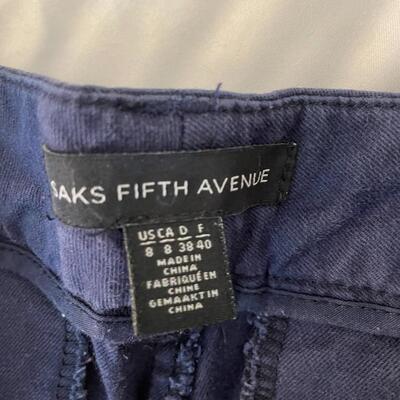 SAKS FIFTH AVENUE
US CA D F
8 8 38 40
MADE IN
CHINA
FABRIQUÉ EN
CHINE
GEMAAKT IN
CHINA